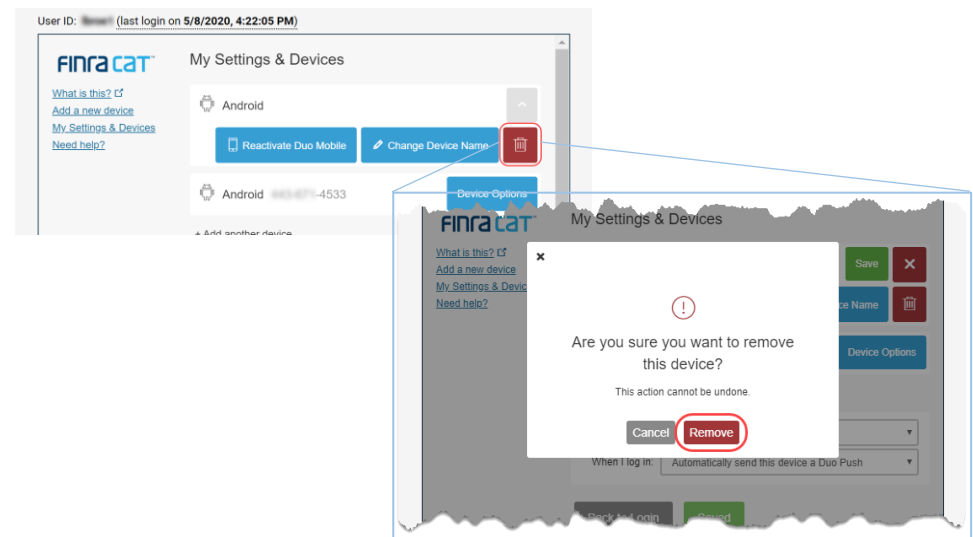 User ID: (last login on 5/8/2020, 4:22:05 PM)
FINRA CAT
My Settings & Devices
What is this?
Add a new device
My Settings & Devices
Need help?
Android
Reactivate Duo Mobile
Change Device Name
Android -4533
Device Options
+ Add another device
FINRA CAT
My Settings & Devices
What is this?
Add a new device
My Settings & Devic
Need help?
Save
ce Name
Device Options
Are you sure you want to remove
this device?
This action cannot be undone.
Cancel
Remove
When I log in: Automatically send this device a Duo Push
Back to Login
Saved